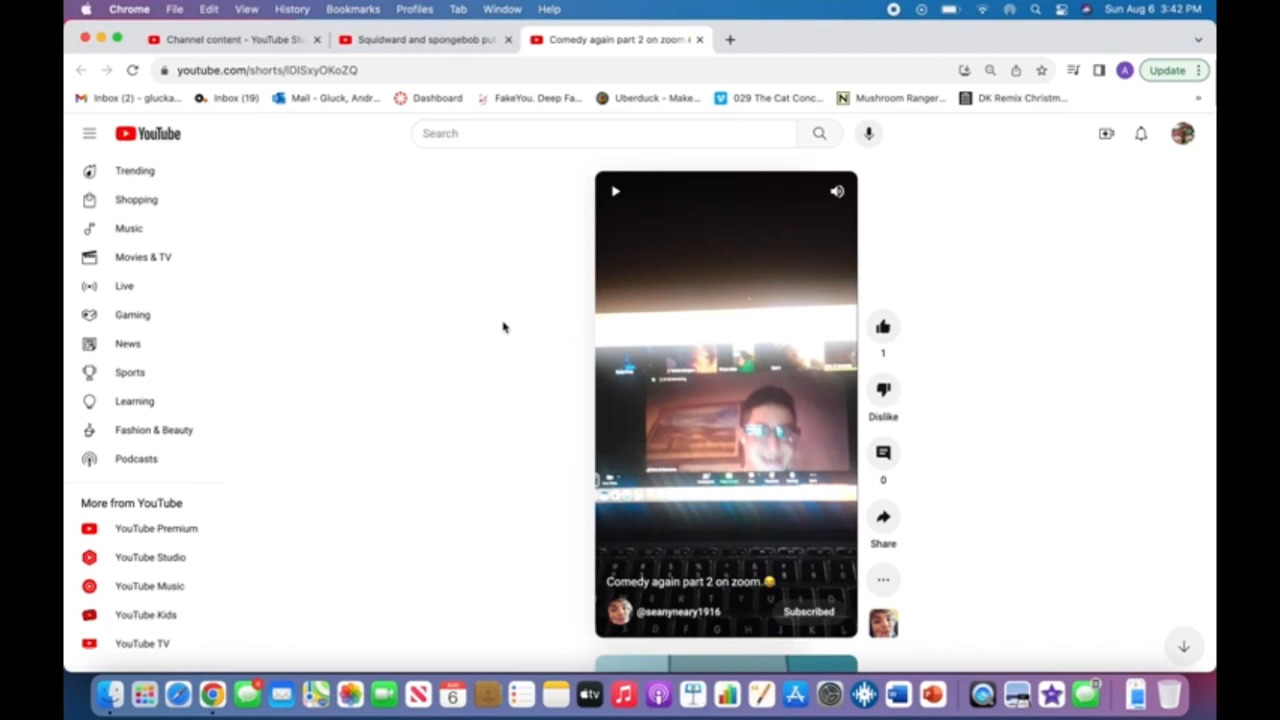 Chrome File Edit View History Bookmarks Profiles Tab Window Help Sun Aug 6 3:42 PM
Channel content - YouTube Stu Squidward and spongebob put Comedy again part 2 on zoom
youtube.com/shorts/lDlSxyOKoZQ Update
Inbox (2) - glucka... Inbox (19) Mail - Gluck, Andr... Dashboard FakeYou. Deep Fa... Uberduck - Make... 029 The Cat Conc... Mushroom Ranger... DK Remix Christm... »
YouTube Search
Trending
Shopping
Music
Movies & TV
Live
Gaming
News
Sports
Learning
Fashion & Beauty
Podcasts
More from YouTube
YouTube Premium
YouTube Studio
YouTube Music
YouTube Kids
YouTube TV
1
Dislike
0
Share
Comedy again part 2 on zoom.😂
@seanyneary1916 Subscribed